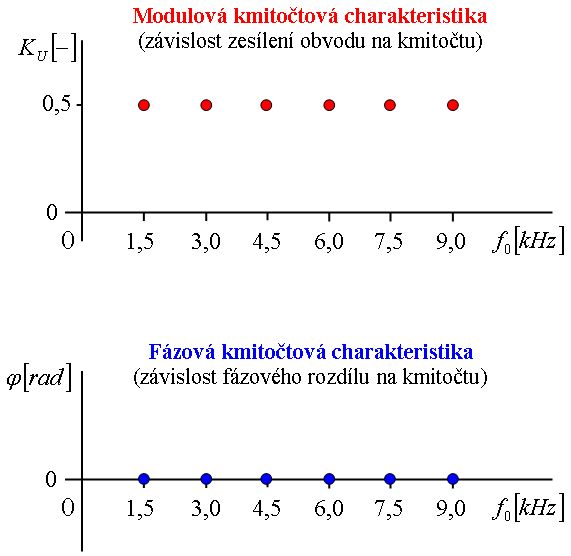 Modulová kmitočtová charakteristika
(závislost zesílení obvodu na kmitočtu)
K_U[–]
0,5
0
0 1,5 3,0 4,5 6,0 7,5 9,0 f_0[kHz]
Fázová kmitočtová charakteristika
(závislost fázového rozdílu na kmitočtu)
φ[rad]
0
0 1,5 3,0 4,5 6,0 7,5 9,0 f_0[kHz]